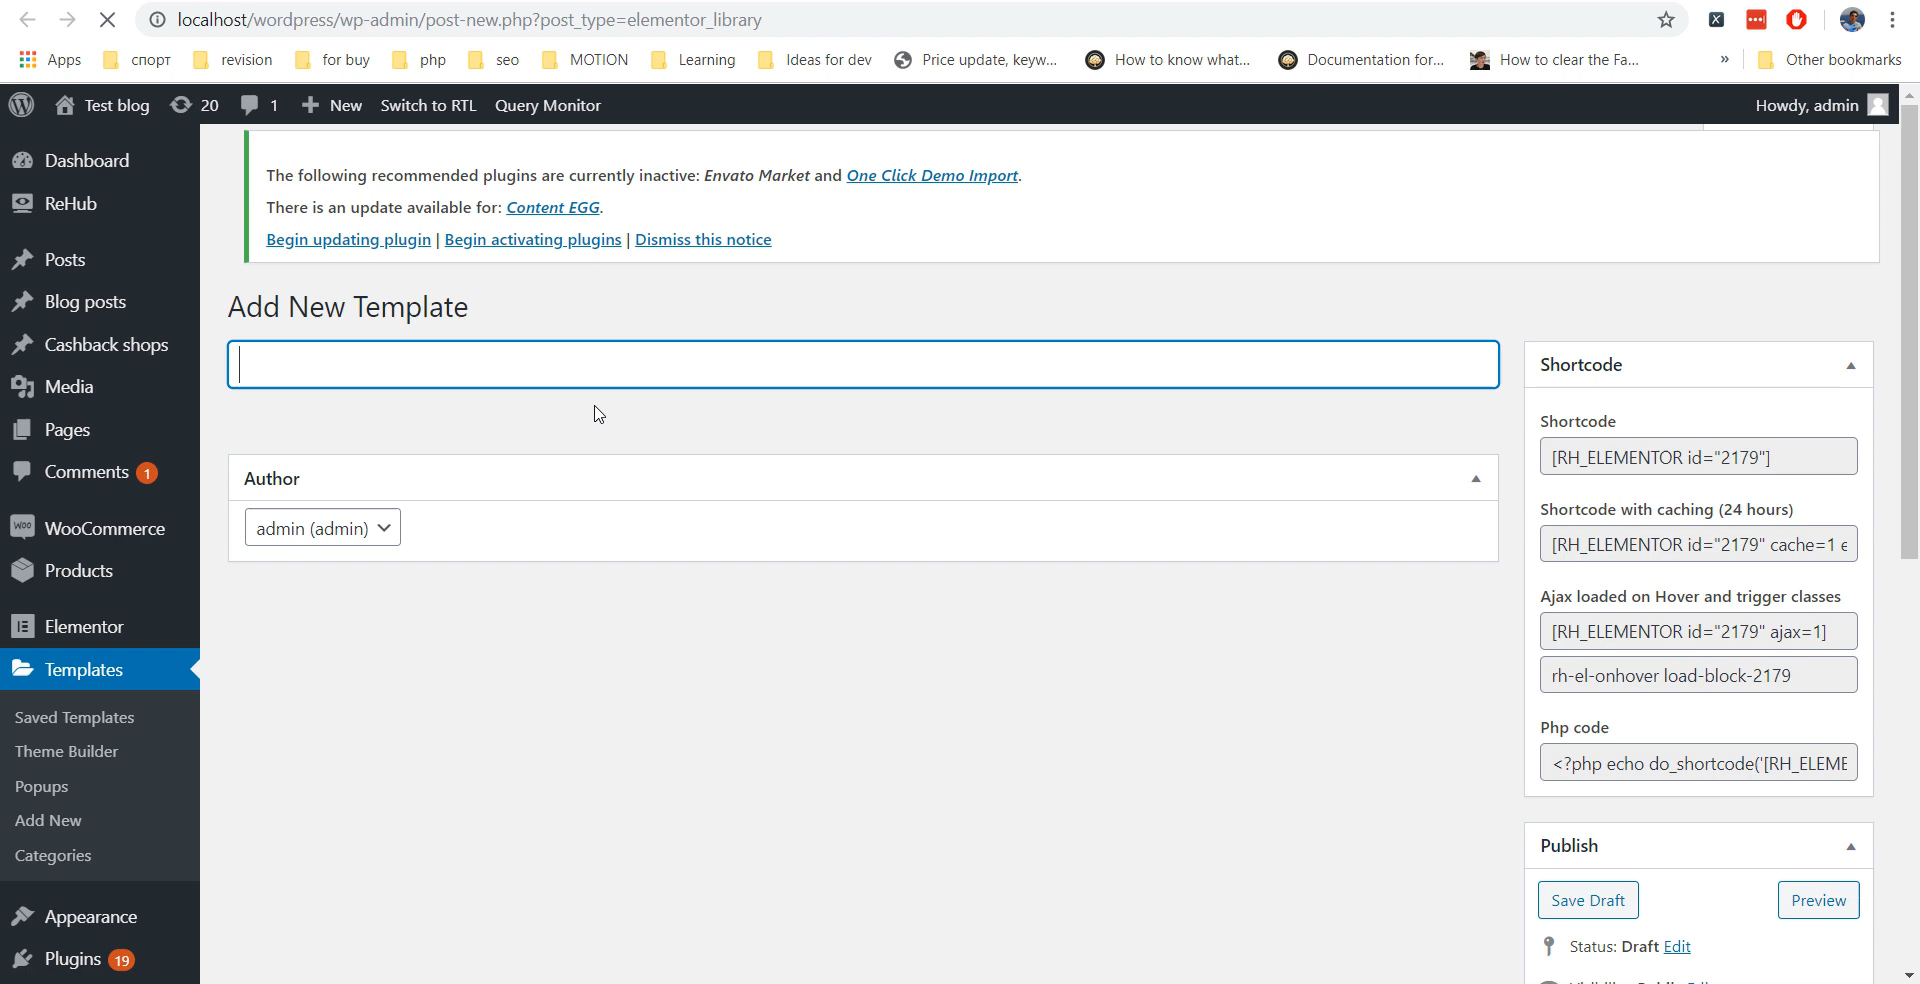 localhost/wordpress/wp-admin/post-new.php?post_type=elementor_library
Apps
спорт
revision
for buy
php
seo
MOTION
Learning
Ideas for dev
Price update, keyw...
How to know what...
Documentation for...
How to clear the Fa...
»
Other bookmarks
Test blog
20
1
New
Switch to RTL
Query Monitor
Howdy, admin
Dashboard
ReHub
Posts
Blog posts
Cashback shops
Media
Pages
Comments 1
WooCommerce
Products
Elementor
Templates
Saved Templates
Theme Builder
Popups
Add New
Categories
Appearance
Plugins 19
The following recommended plugins are currently inactive: Envato Market and One Click Demo Import.
There is an update available for: Content EGG.
Begin updating plugin | Begin activating plugins | Dismiss this notice
Add New Template
Author
admin (admin)
Shortcode
Shortcode
[RH_ELEMENTOR id="2179"]
Shortcode with caching (24 hours)
[RH_ELEMENTOR id="2179" cache=1 e
Ajax loaded on Hover and trigger classes
[RH_ELEMENTOR id="2179" ajax=1]
rh-el-onhover load-block-2179
Php code
<?php echo do_shortcode('[RH_ELEME
Publish
Save Draft
Preview
Status: Draft Edit